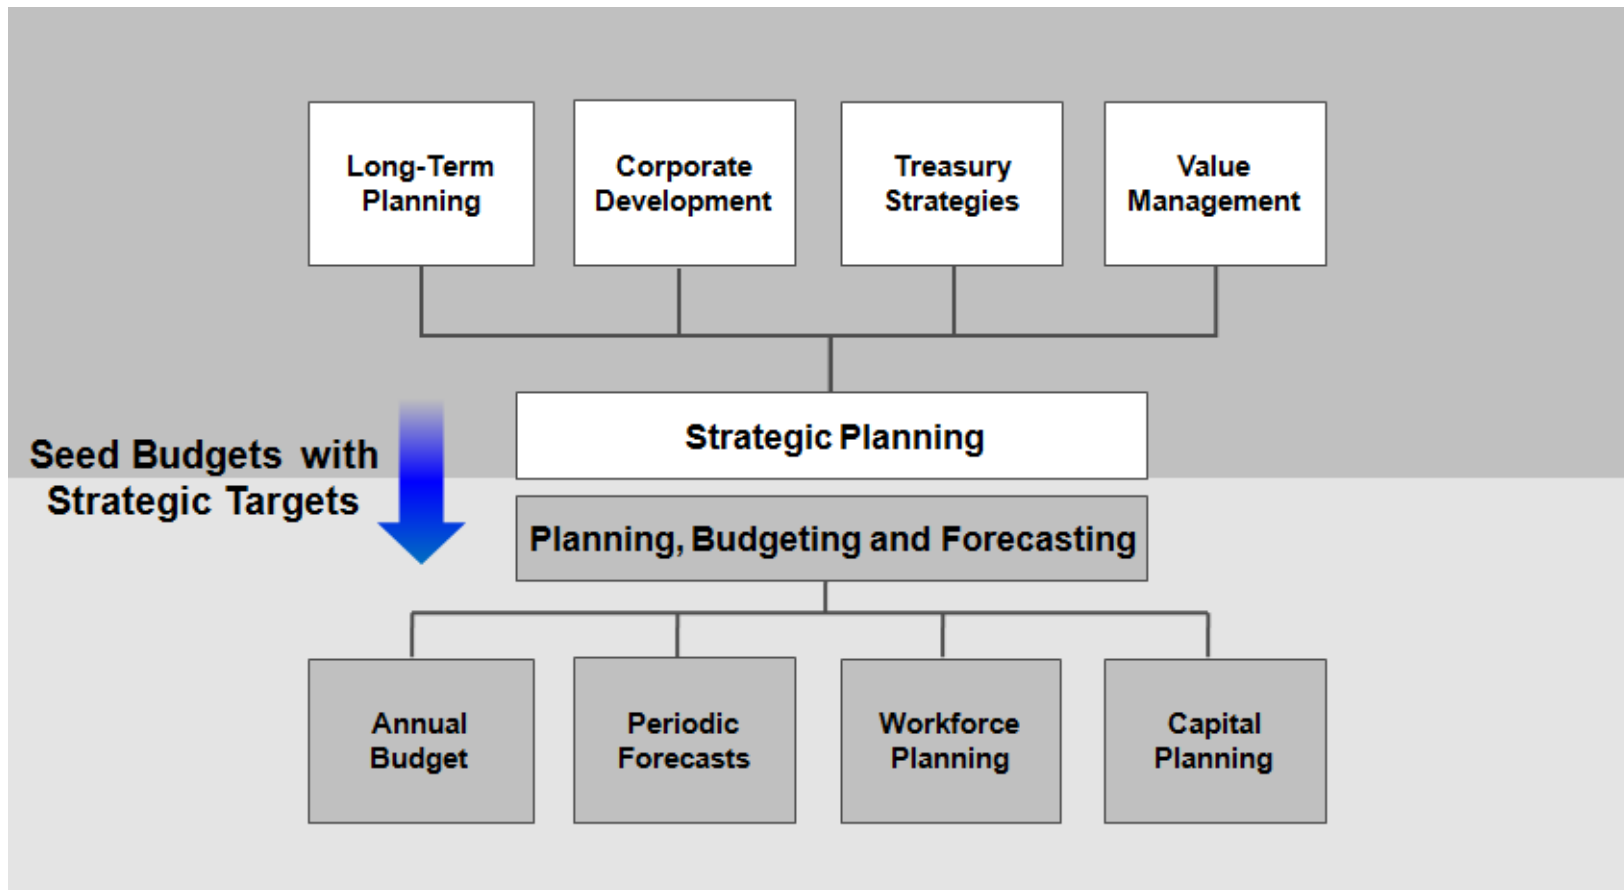 Long-Term
Planning
Corporate
Development
Treasury
Strategies
Value
Management
Strategic Planning
Seed Budgets with
Strategic Targets
Planning, Budgeting and Forecasting
Annual
Budget
Periodic
Forecasts
Workforce
Planning
Capital
Planning